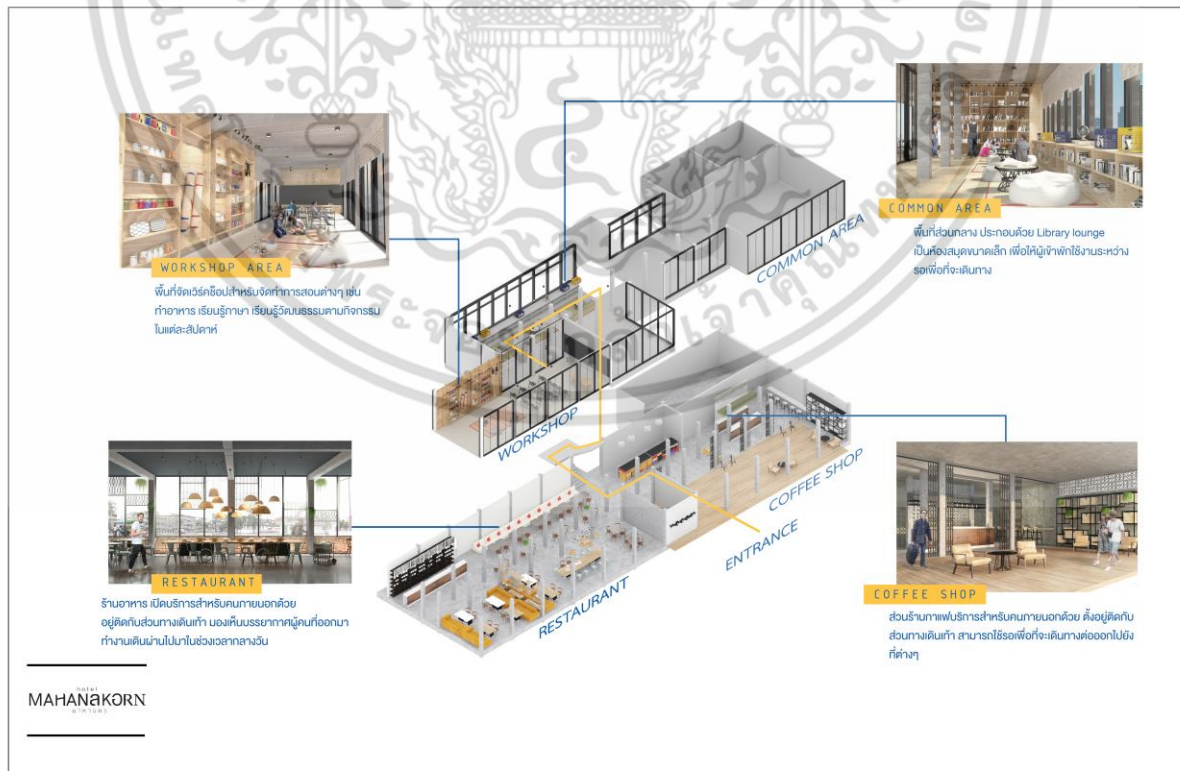 COMMON AREA
พื้นที่ส่วนกลาง ประกอบด้วย Library lounge
เป็นห้องสมุดขนาดเล็ก เพื่อให้ผู้เข้าพักใช้งานระหว่าง
รอเพื่อที่จะเดินทาง
WORKSHOP AREA
พื้นที่จัดเวิร์คช็อปสำหรับจัดทำการสอนต่างๆ เช่น
ทำอาหาร เรียนรู้ภาษา เรียนรู้วัฒนธรรมตามกิจกรรม
ในแต่ละสัปดาห์
COMMON AREA
WORKSHOP
COFFEE SHOP
ENTRANCE
RESTAURANT
RESTAURANT
ร้านอาหาร เปิดบริการสำหรับคนภายนอกด้วย
อยู่ติดกับส่วนทางเดินเท้า มองเห็นบรรยากาศผู้คนที่ออกมา
ทำงานเดินผ่านไปมาในช่วงเวลากลางวัน
COFFEE SHOP
ส่วนร้านกาแฟบริการสำหรับคนภายนอกด้วย ตั้งอยู่ติดกับ
ส่วนทางเดินเท้า สามารถใช้รอเพื่อที่จะเดินทางต่อออกไปยัง
ที่ต่างๆ
hotel
MAHANAKORN
มหานคร